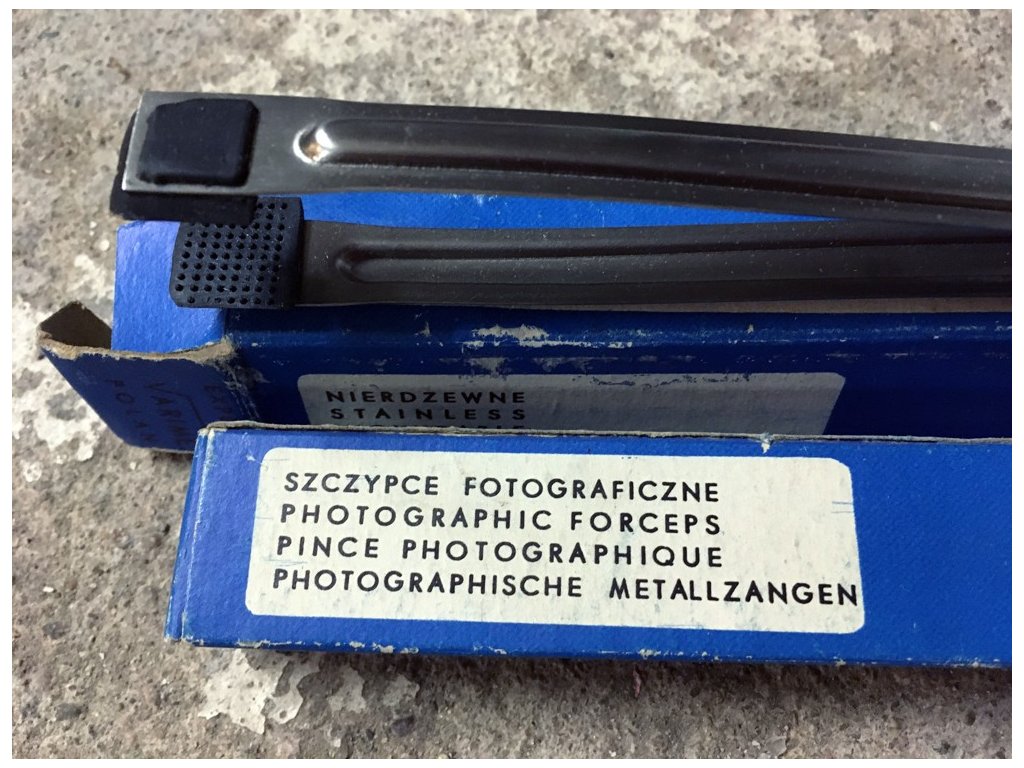 NIERDZEWNE
STAINLESS
SZCZYPCE FOTOGRAFICZNE
PHOTOGRAPHIC FORCEPS
PINCE PHOTOGRAPHIQUE
PHOTOGRAPHISCHE METALLZANGEN